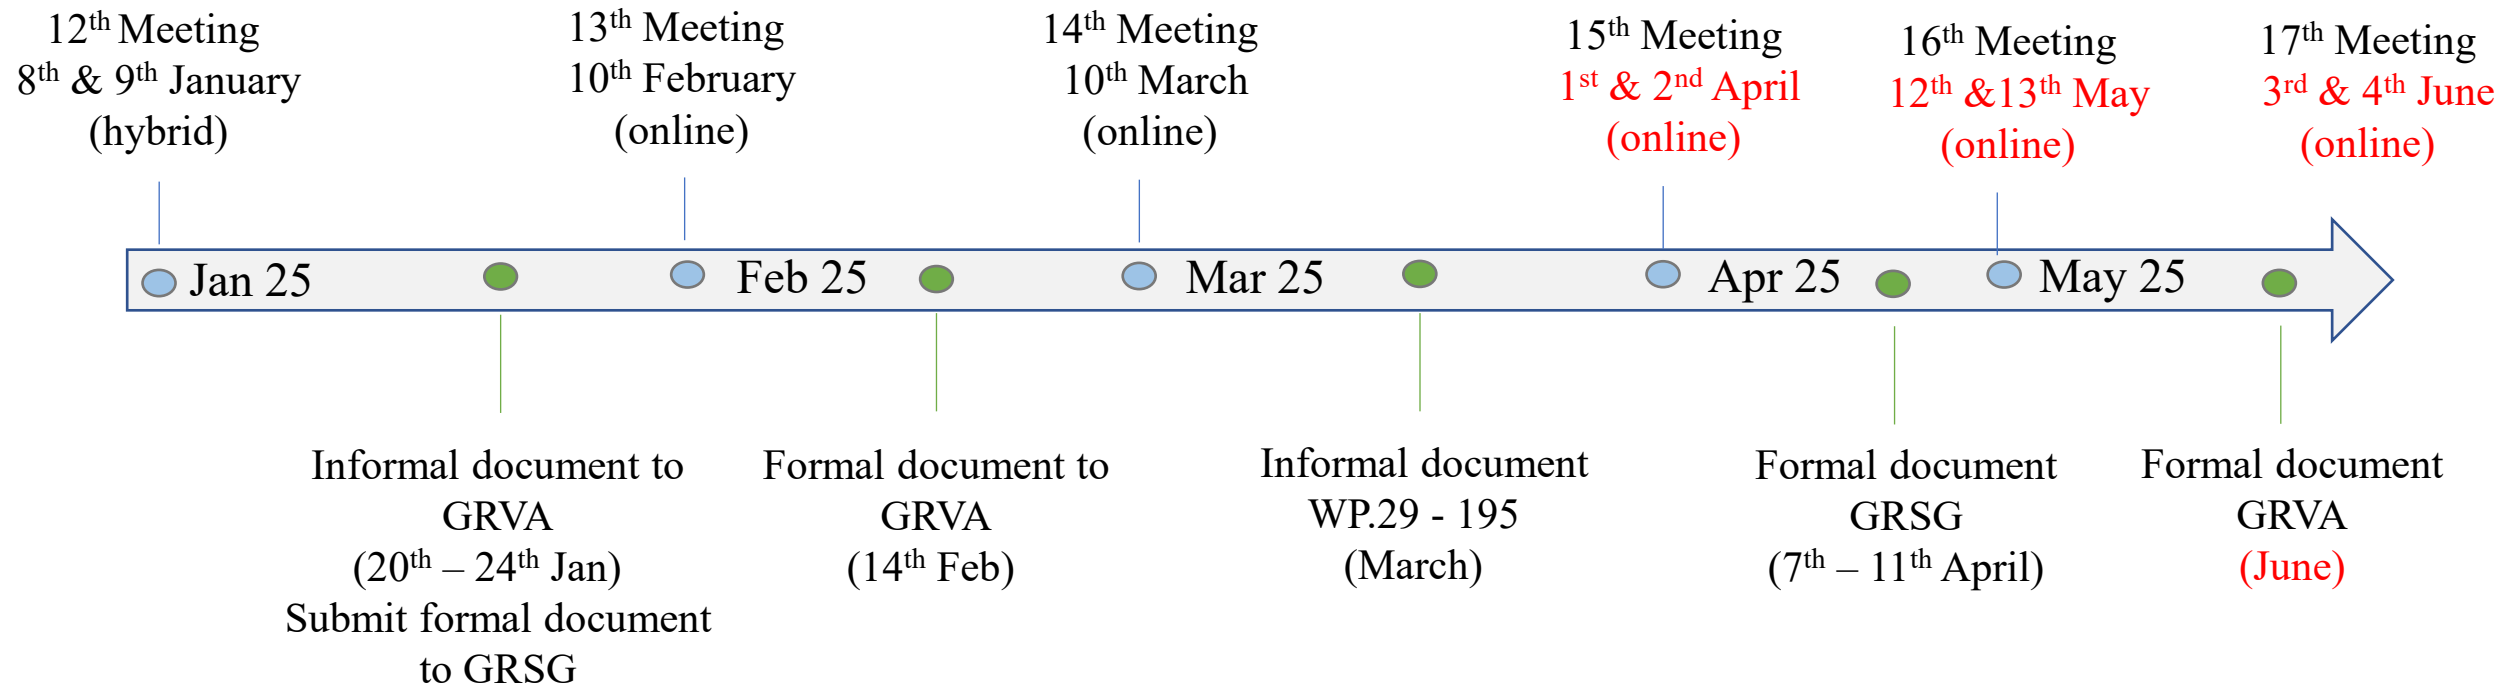 12th Meeting
8th & 9th January
(hybrid)
13th Meeting
10th February
(online)
14th Meeting
10th March
(online)
15th Meeting
1st & 2nd April
(online)
16th Meeting
12th &13th May
(online)
17th Meeting
3rd & 4th June
(online)
Jan 25
Feb 25
Mar 25
Apr 25
May 25
Informal document to
GRVA
(20th – 24th Jan)
Submit formal document
to GRSG
Formal document to
GRVA
(14th Feb)
Informal document
WP.29 - 195
(March)
Formal document
GRSG
(7th – 11th April)
Formal document
GRVA
(June)